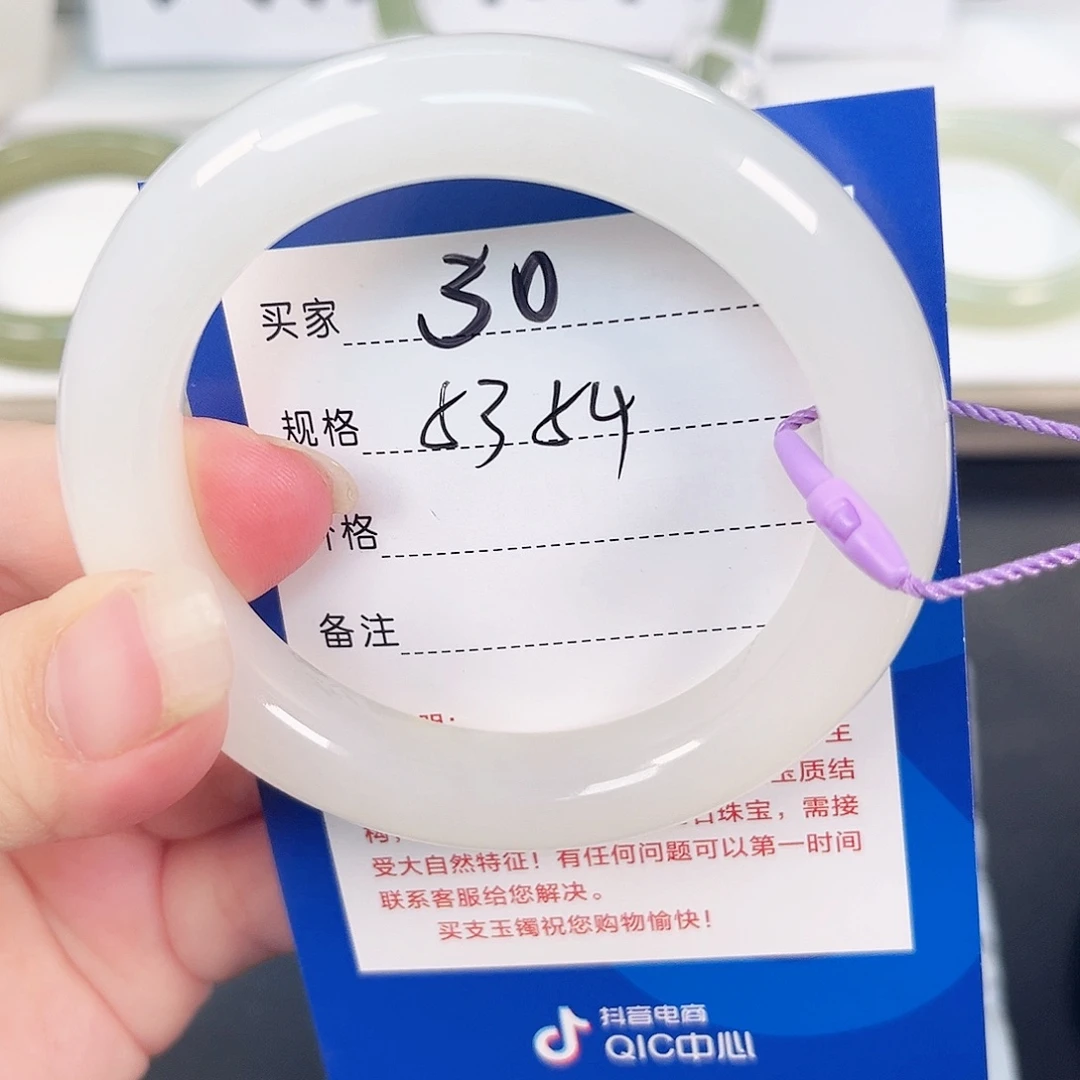 买家 30
规格 5354
格
备注
明：
主
玉质结
构，珠宝，需接
受大自然特征！有任何问题可以第一时间
联系客服给您解决。
买支玉镯祝您购物愉快！
抖音电商
QIC中心